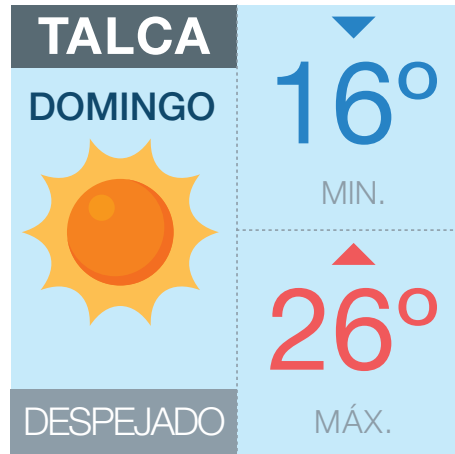 TALCA
DOMINGO
DESPEJADO
16º
MIN.
26º
MÁX.